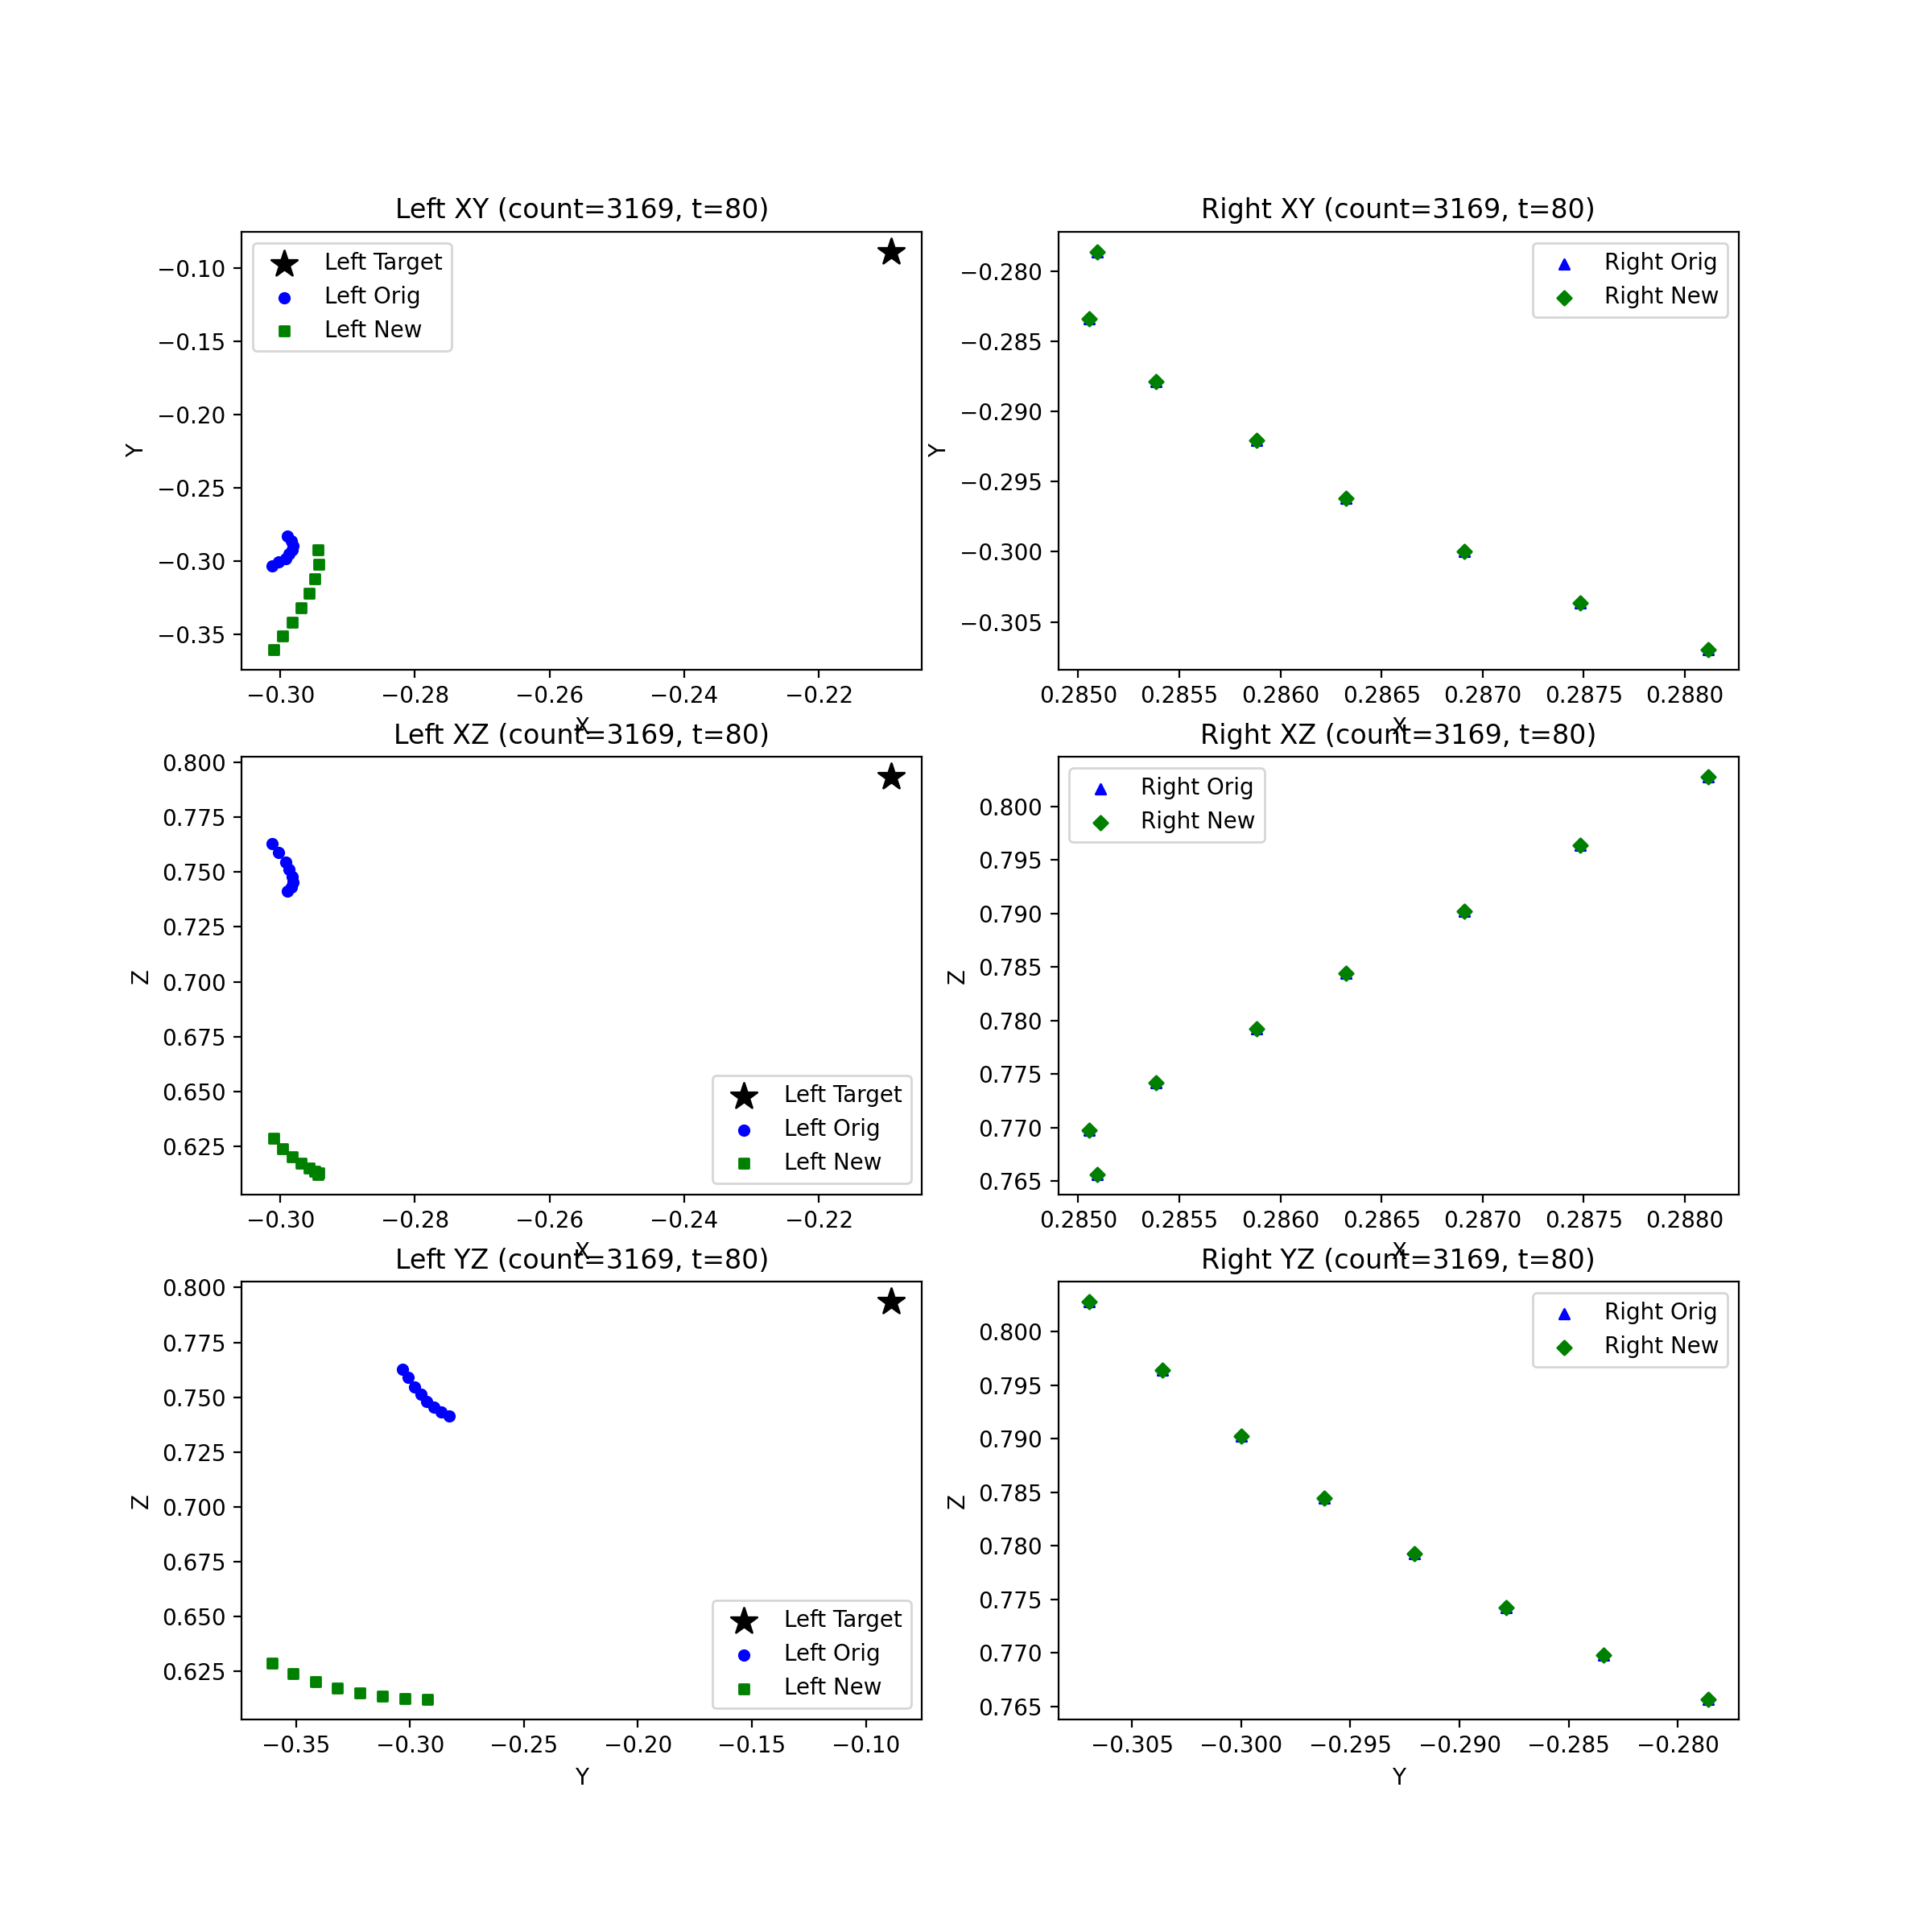 Left XY (count=3169, t=80)
Left Target
Left Orig
Left New
Y
−0.10
−0.15
−0.20
−0.25
−0.30
−0.35
−0.30 −0.28 −0.26 −0.24 −0.22
X
Right XY (count=3169, t=80)
Right Orig
Right New
Y
−0.280
−0.285
−0.290
−0.295
−0.300
−0.305
0.2850 0.2855 0.2860 0.2865 0.2870 0.2875 0.2880
X
Left XZ (count=3169, t=80)
Left Target
Left Orig
Left New
Z
0.800
0.775
0.750
0.725
0.700
0.675
0.650
0.625
−0.30 −0.28 −0.26 −0.24 −0.22
X
Right XZ (count=3169, t=80)
Right Orig
Right New
Z
0.800
0.795
0.790
0.785
0.780
0.775
0.770
0.765
0.2850 0.2855 0.2860 0.2865 0.2870 0.2875 0.2880
X
Left YZ (count=3169, t=80)
Left Target
Left Orig
Left New
Z
0.800
0.775
0.750
0.725
0.700
0.675
0.650
0.625
−0.35 −0.30 −0.25 −0.20 −0.15 −0.10
Y
Right YZ (count=3169, t=80)
Right Orig
Right New
Z
0.800
0.795
0.790
0.785
0.780
0.775
0.770
0.765
−0.305 −0.300 −0.295 −0.290 −0.285 −0.280
Y